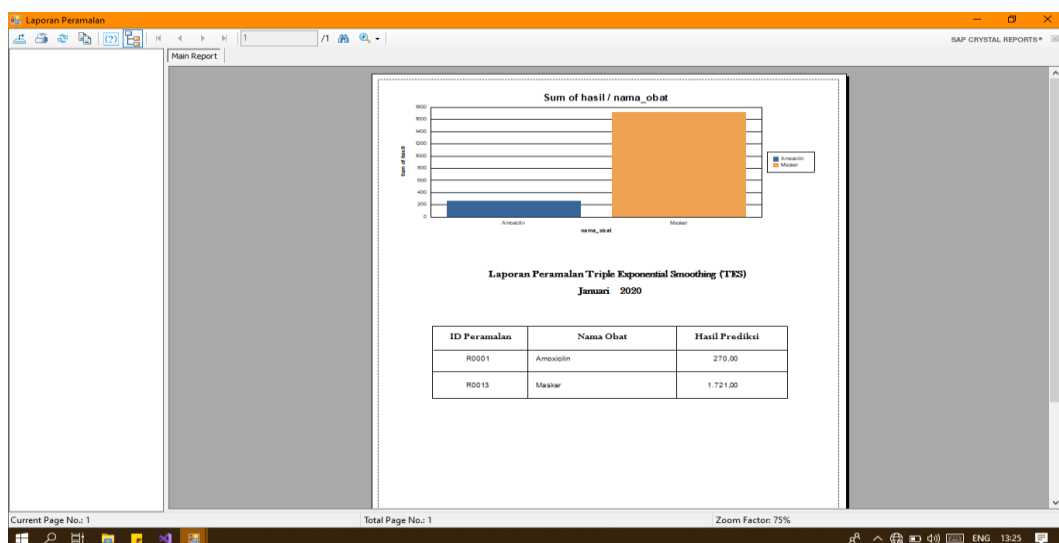 Laporan Peramalan
1 /1 SAP CRYSTAL REPORTS®
Main Report
Sum of hasil / nama_obat
1800
1600
1400
1200
1000
800
600
400
200
0
Sum of hasil
Amoxicilin Masker
nama_obat
Amoxicilin
Masker
Laporan Peramalan Triple Exponential Smoothing (TES)
Januari 2020
ID Peramalan Nama Obat Hasil Prediksi
R0001 Amoxicilin 270,00
R0013 Masker 1.721,00
Current Page No.: 1 Total Page No.: 1 Zoom Factor: 75%
ENG 13:25